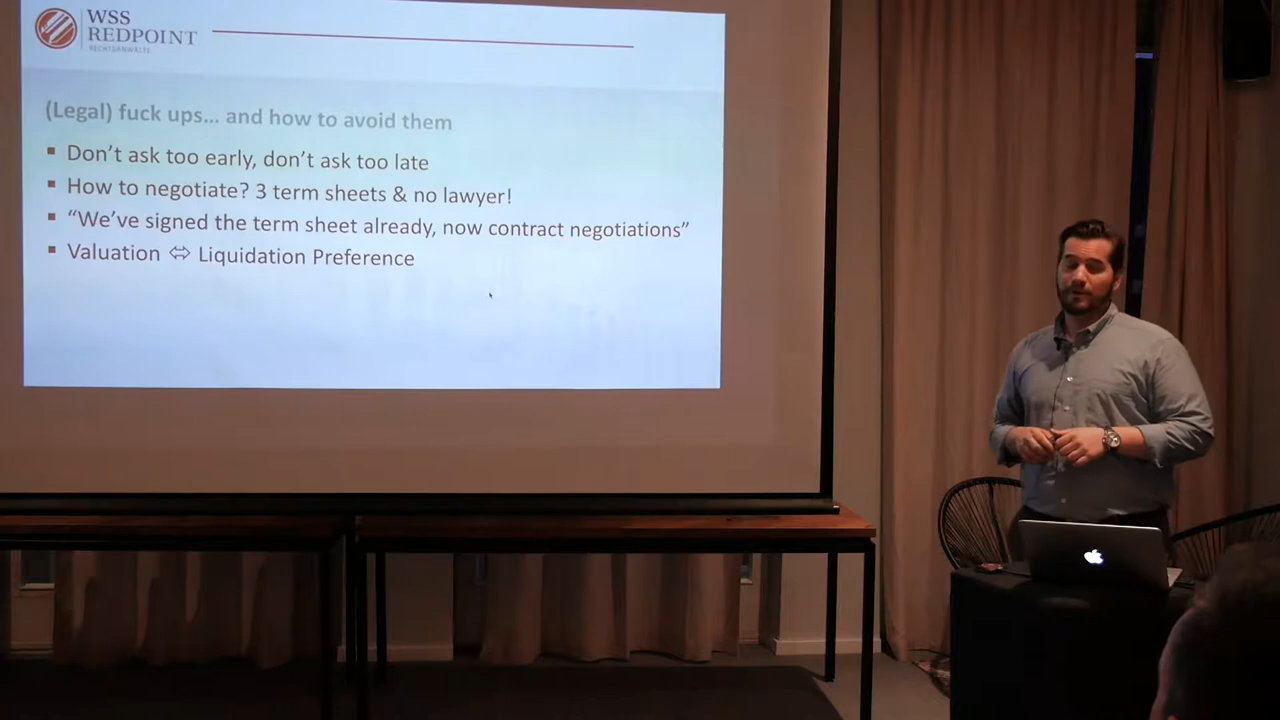 WSS
REDPOINT
RECHTSANWÄLTE
(Legal) fuck ups... and how to avoid them
Don't ask too early, don't ask too late
How to negotiate? 3 term sheets & no lawyer!
“We've signed the term sheet already, now contract negotiations”
Valuation ⇔ Liquidation Preference